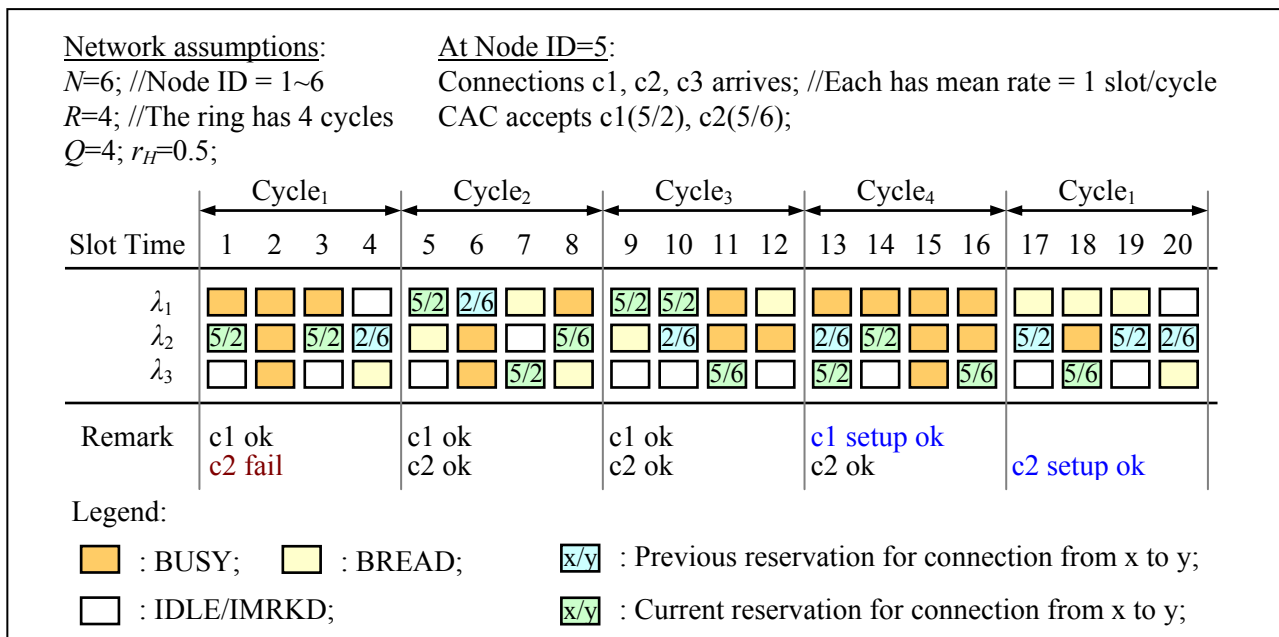 Network assumptions:
At Node ID=5:
N=6; //Node ID = 1~6
Connections c1, c2, c3 arrives; //Each has mean rate = 1 slot/cycle
R=4; //The ring has 4 cycles
CAC accepts c1(5/2), c2(5/6);
Q=4; rH=0.5;
Cycle1 Cycle2 Cycle3 Cycle4 Cycle1
Slot Time 1 2 3 4 5 6 7 8 9 10 11 12 13 14 15 16 17 18 19 20
λ1 5/2 2/6 5/2 5/2
λ2 5/2 5/2 2/6 5/6 2/6 2/6 5/2 5/2 5/2 2/6
λ3 5/2 5/6 5/2 5/6 5/6
Remark c1 ok c1 ok c1 ok c1 setup ok
c2 fail c2 ok c2 ok c2 ok c2 setup ok
Legend:
: BUSY; : BREAD; x/y : Previous reservation for connection from x to y;
: IDLE/IMRKD; x/y : Current reservation for connection from x to y;